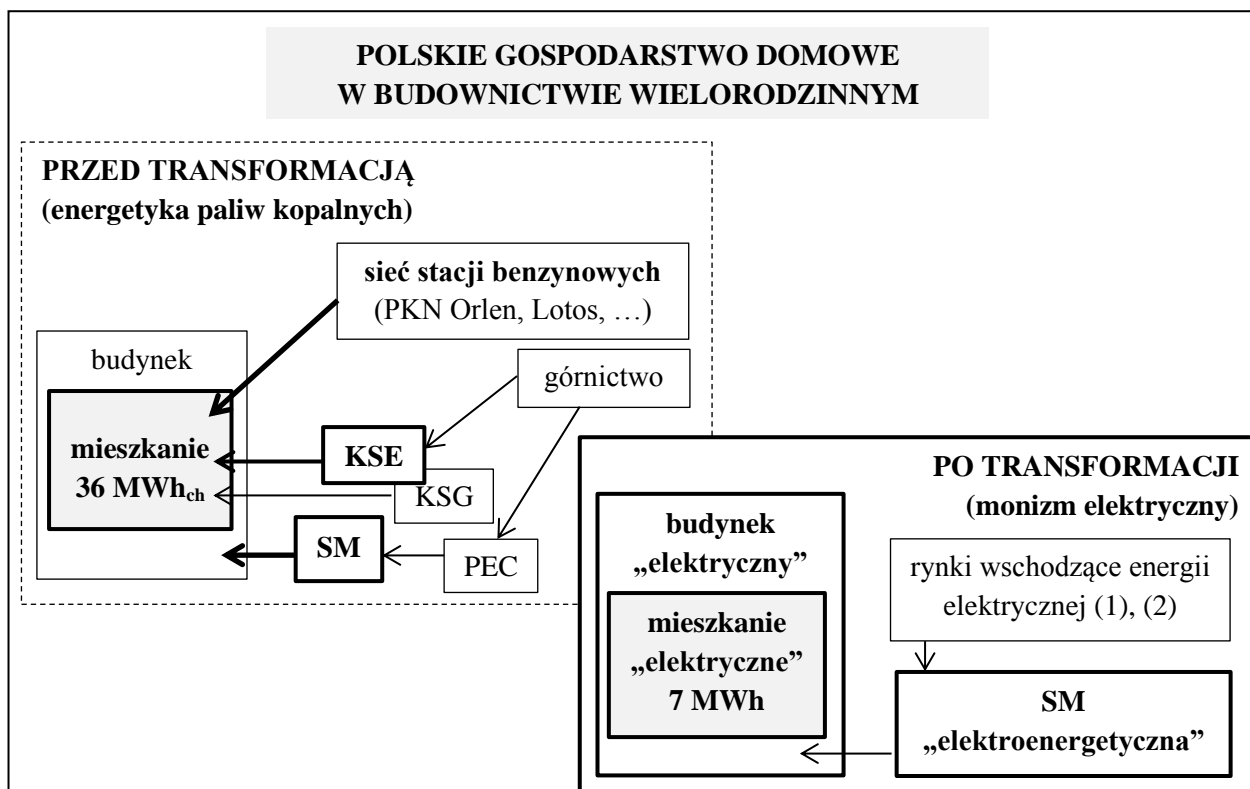 POLSKIE GOSPODARSTWO DOMOWE
W BUDOWNICTWIE WIELORODZINNYM
PRZED TRANSFORMACJĄ
(energetyka paliw kopalnych)
sieć stacji benzynowych
(PKN Orlen, Lotos, …)
budynek
górnictwo
mieszkanie
36 MWhch
KSE
KSG
SM
PEC
PO TRANSFORMACJI
(monizm elektryczny)
budynek
„elektryczny”
mieszkanie
„elektryczne”
7 MWh
rynki wschodzące energii
elektrycznej (1), (2)
SM
„elektroenergetyczna”